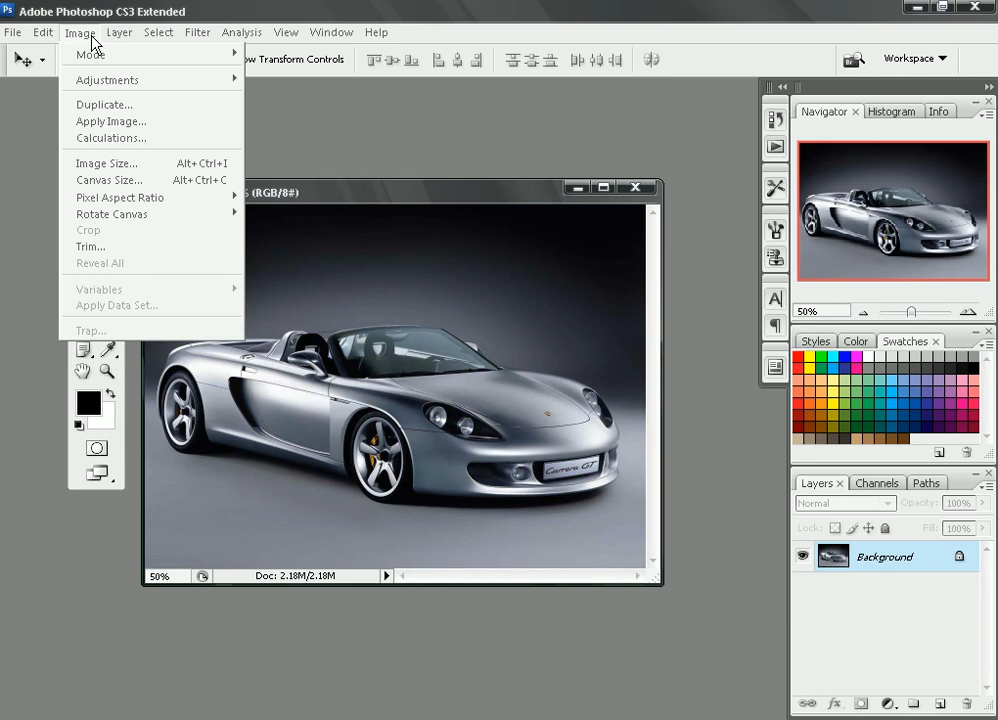 Ps Adobe Photoshop CS3 Extended
File Edit Image Layer Select Filter Analysis View Window Help
Mode
ow Transform Controls
Workspace
Adjustments
Duplicate...
Apply Image...
Calculations...
Image Size... Alt+Ctrl+I
Canvas Size... Alt+Ctrl+C
Pixel Aspect Ratio
Rotate Canvas
Crop
Trim...
Reveal All
Variables
Apply Data Set...
Trap...
% (RGB/8#)
Carrera GT
50% Doc: 2.18M/2.18M
Navigator Histogram Info
50%
Styles Color Swatches
Layers Channels Paths
Normal Opacity: 100%
Lock: Fill: 100%
Background